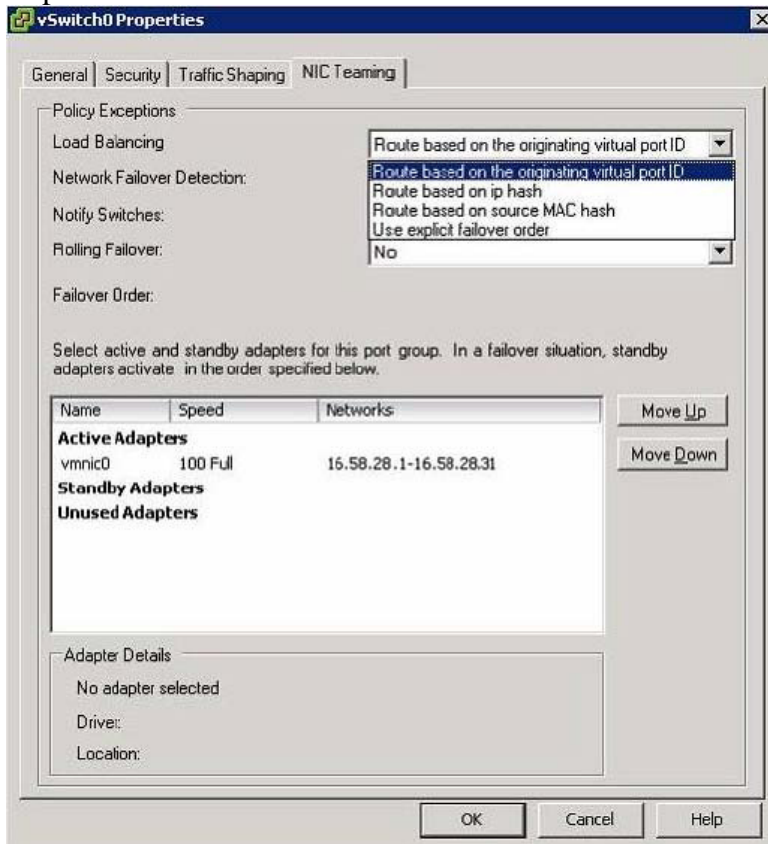 vSwitch0 Properties
General Security Traffic Shaping NIC Teaming
Policy Exceptions
Load Balancing Route based on the originating virtual port ID
Route based on the originating virtual port ID
Network Failover Detection:
Route based on ip hash
Route based on source MAC hash
Notify Switches:
Use explicit failover order
Rolling Failover: No
Failover Order:
Select active and standby adapters for this port group. In a failover situation, standby
adapters activate in the order specified below.
Name Speed Networks
Move Up
Active Adapters
vmnic0 100 Full 16.58.28.1-16.58.28.31
Move Down
Standby Adapters
Unused Adapters
Adapter Details
No adapter selected
Driver:
Location:
OK Cancel Help